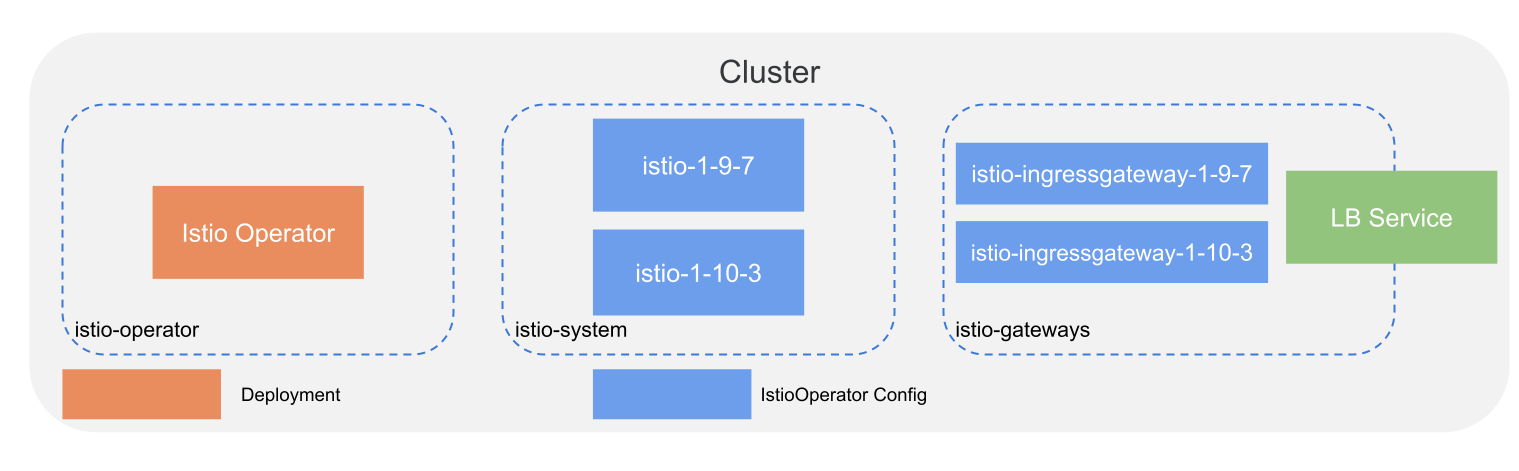 Cluster
Istio Operator
istio-operator
istio-1-9-7
istio-1-10-3
istio-system
istio-ingressgateway-1-9-7
istio-ingressgateway-1-10-3
LB Service
istio-gateways
Deployment
IstioOperator Config